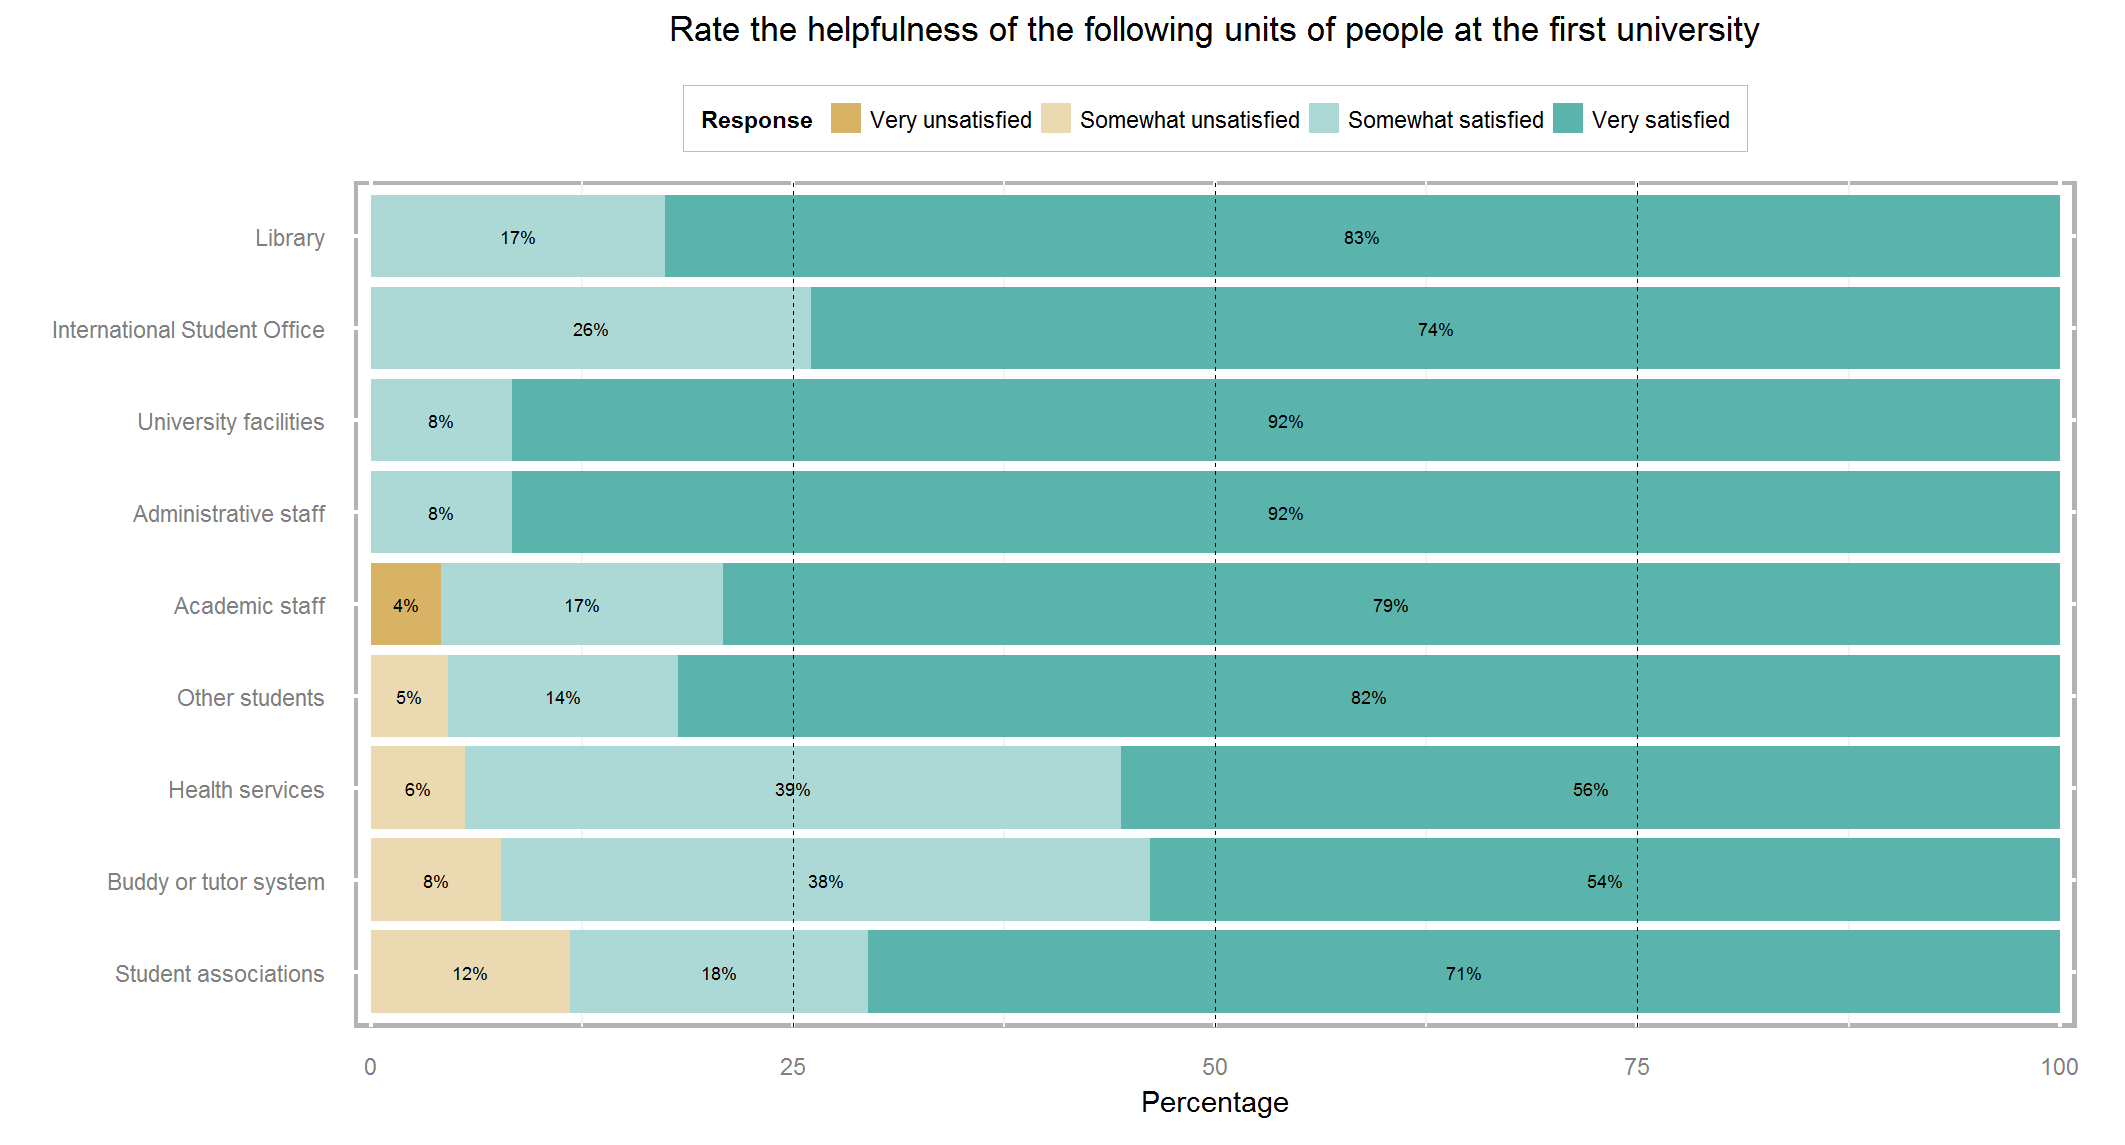 Rate the helpfulness of the following units of people at the first university
Response Very unsatisfied Somewhat unsatisfied Somewhat satisfied Very satisfied
Library 17% 83%
International Student Office 26% 74%
University facilities 8% 92%
Administrative staff 8% 92%
Academic staff 4% 17% 79%
Other students 5% 14% 82%
Health services 6% 39% 56%
Buddy or tutor system 8% 38% 54%
Student associations 12% 18% 71%
0 25 50 75 100
Percentage